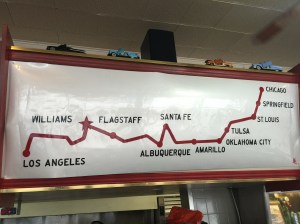 CHICAGO
SPRINGFIELD
ST. LOUIS
WILLIAMS FLAGSTAFF SANTA FE
TULSA
OKLAHOMA CITY
ALBUQUERQUE AMARILLO
LOS ANGELES